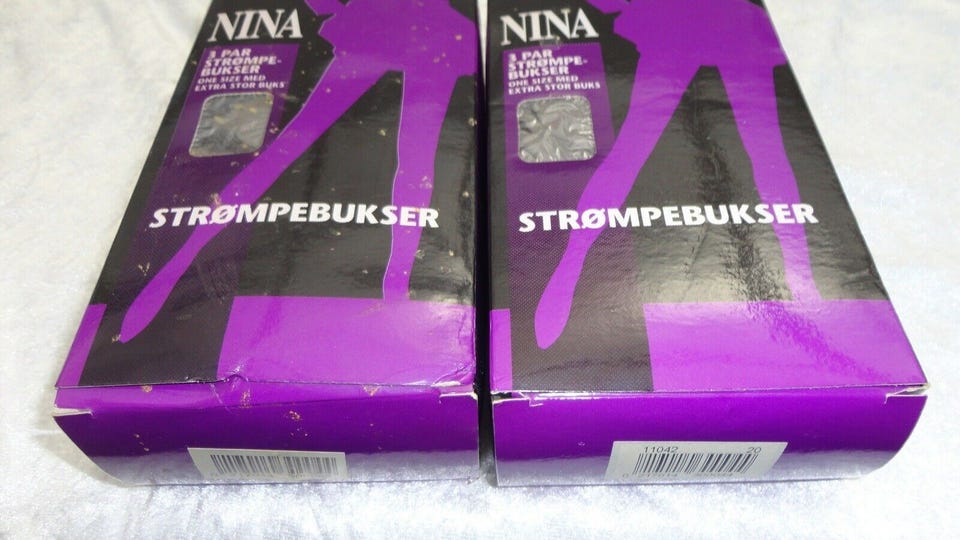 NINA
3 PAR
STRØMPE-
BUKSER
ONE SIZE MED
EXTRA STOR BUKS
STRØMPEBUKSER
NINA
3 PAR
STRØMPE-
BUKSER
ONE SIZE MED
EXTRA STOR BUKS
STRØMPEBUKSER
11042 20